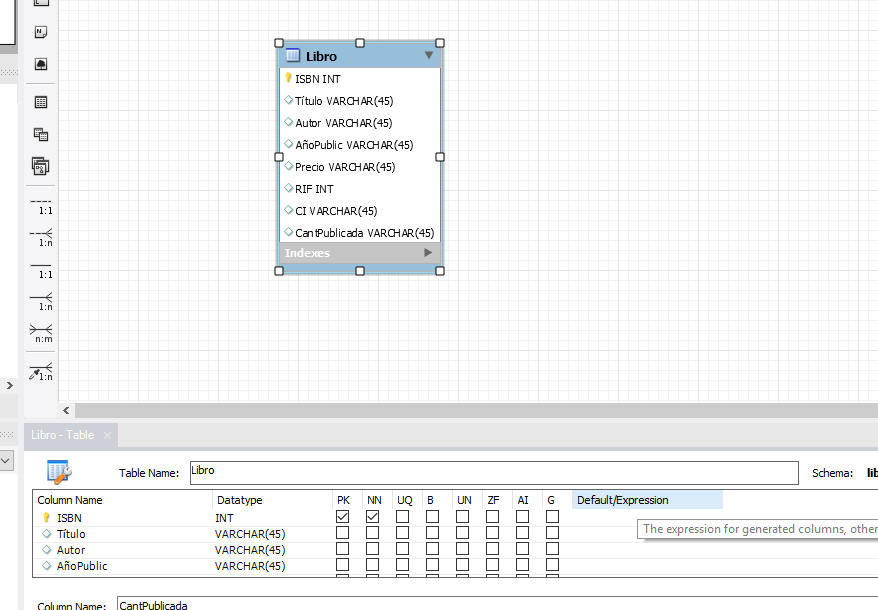 Libro
ISBN INT
Título VARCHAR(45)
Autor VARCHAR(45)
AñoPublic VARCHAR(45)
Precio VARCHAR(45)
RIF INT
CI VARCHAR(45)
CantPublicada VARCHAR(45)
Indexes
1:1
1:n
1:1
1:n
n:m
1:n
Libro - Table
Table Name: Libro Schema: lib
Column Name Datatype PK NN UQ B UN ZF AI G Default/Expression
ISBN INT
The expression for generated columns, other
Título VARCHAR(45)
Autor VARCHAR(45)
AñoPublic VARCHAR(45)
Column Name: CantPublicada